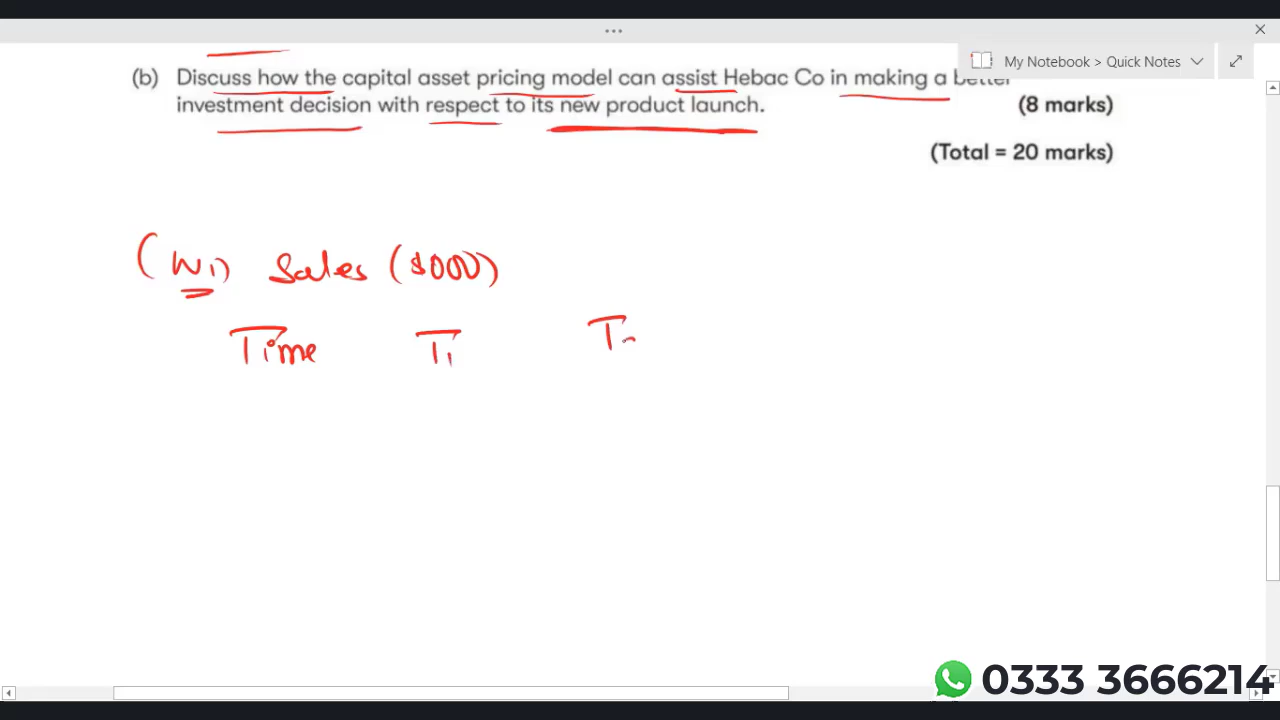 My Notebook > Quick Notes
(b) Discuss how the capital asset pricing model can assist Hebac Co in making a better
investment decision with respect to its new product launch. (8 marks)
(Total = 20 marks)
(W1) Sales ($000)
Time T1
0333 3666214